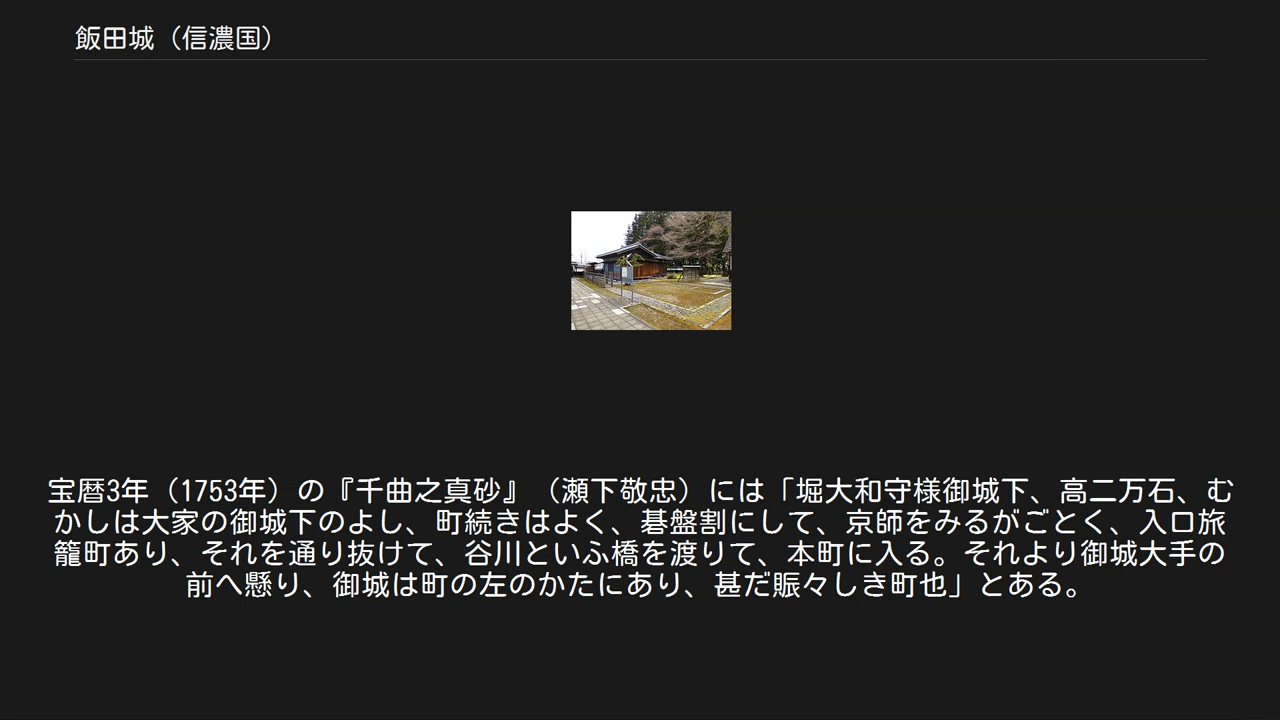 飯田城（信濃国）
宝暦3年（1753年）の『千曲之真砂』（瀬下敬忠）には「堀大和守様御城下、高二万石、む
かしは大家の御城下のよし、町続きはよく、碁盤割にして、京師をみるがごとく、入口旅
籠町あり、それを通り抜けて、谷川といふ橋を渡りて、本町に入る。それより御城大手の
前へ懸り、御城は町の左のかたにあり、甚だ賑々しき町也」とある。